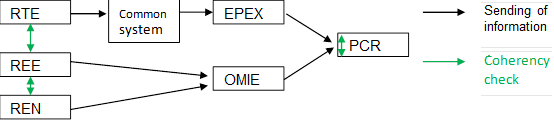 RTE
Common
system
EPEX
Sending of
information
PCR
REE
OMIE
Coherency
check
REN